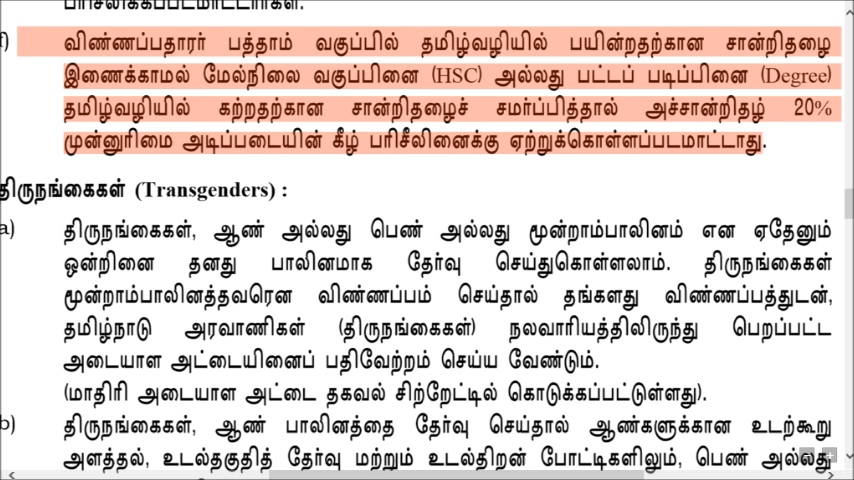 f) விண்ணப்பதாரர் பத்தாம் வகுப்பில் தமிழ்வழியில் பயின்றதற்கான சான்றிதழை
இணைக்காமல் மேல்நிலை வகுப்பினை (HSC) அல்லது பட்டப் படிப்பினை (Degree)
தமிழ்வழியில் கற்றதற்கான சான்றிதழைச் சமர்ப்பித்தால் அச்சான்றிதழ் 20%
முன்னுரிமை அடிப்படையின் கீழ் பரிசீலினைக்கு ஏற்றுக்கொள்ளப்படமாட்டாது.
திருநங்கைகள் (Transgenders) :
a) திருநங்கைகள், ஆண் அல்லது பெண் அல்லது மூன்றாம்பாலினம் என ஏதேனும்
ஒன்றினை தனது பாலினமாக தேர்வு செய்துகொள்ளலாம். திருநங்கைகள்
மூன்றாம்பாலினத்தவரென விண்ணப்பம் செய்தால் தங்களது விண்ணப்பத்துடன்,
தமிழ்நாடு அரவாணிகள் (திருநங்கைகள்) நலவாரியத்திலிருந்து பெறப்பட்ட
அடையாள அட்டையினைப் பதிவேற்றம் செய்ய வேண்டும்.
(மாதிரி அடையாள அட்டை தகவல் சிற்றேட்டில் கொடுக்கப்பட்டுள்ளது).
b) திருநங்கைகள், ஆண் பாலினத்தை தேர்வு செய்தால் ஆண்களுக்கான உடற்கூறு
அளத்தல், உடல்தகுதித் தேர்வு மற்றும் உடல்திறன் போட்டிகளிலும், பெண் அல்லது